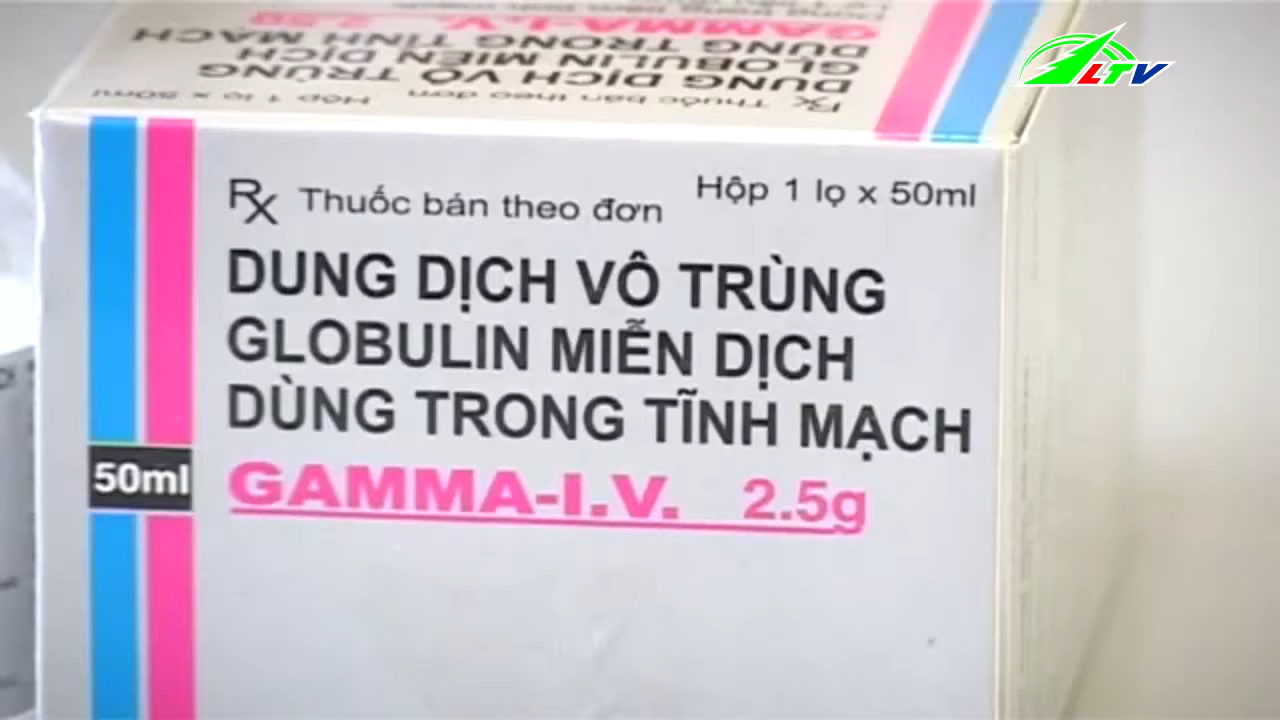 GAMMA-I.V. 2.5g
DÙNG TRONG TĨNH MẠCH
GLOBULIN MIỄN DỊCH
DUNG DỊCH VÔ TRÙNG
Rx Thuốc bán theo đơn
Hộp 1 lọ x 50ml
LTV
Rx Thuốc bán theo đơn
Hộp 1 lọ x 50ml
DUNG DỊCH VÔ TRÙNG
GLOBULIN MIỄN DỊCH
DÙNG TRONG TĨNH MẠCH
50ml
GAMMA-I.V. 2.5g